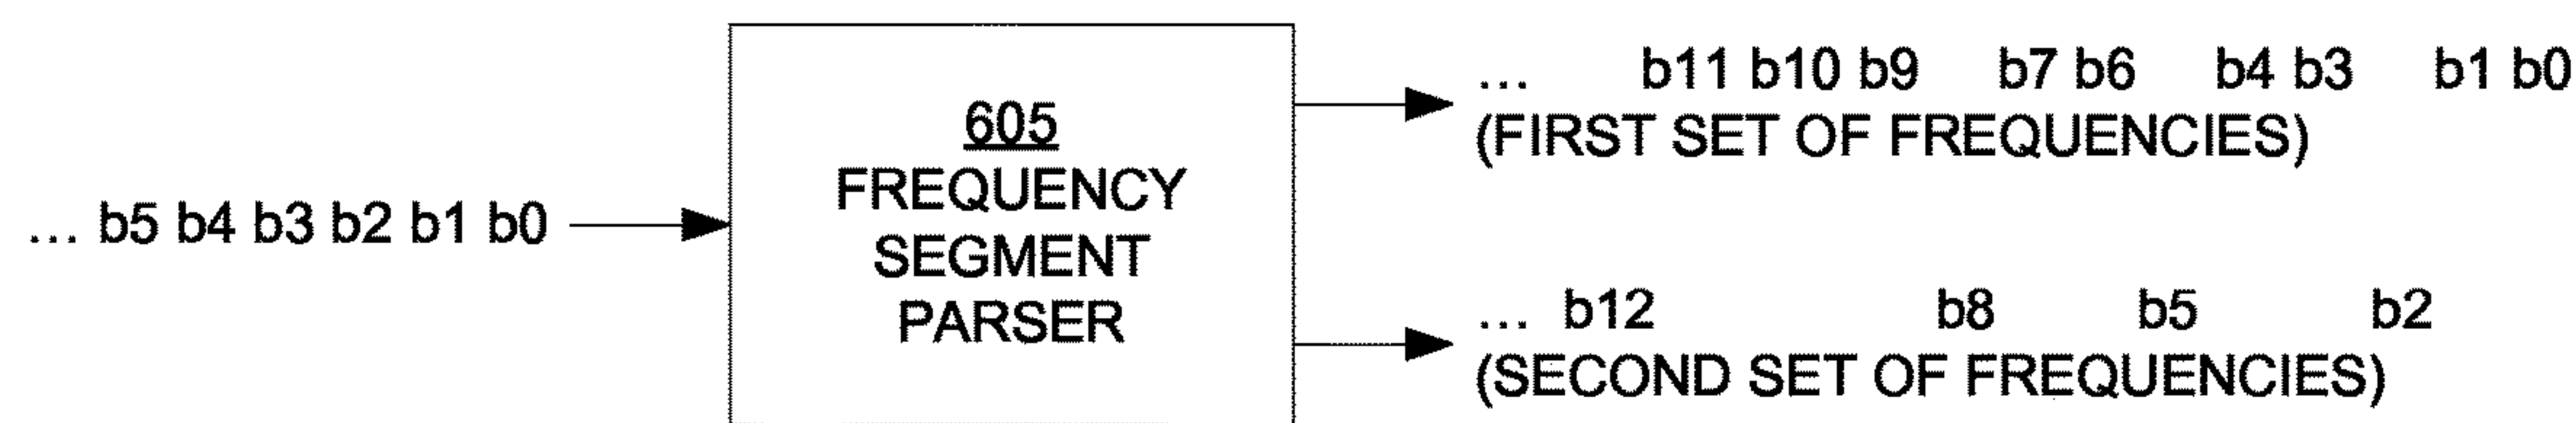 ... b5 b4 b3 b2 b1 b0
605
FREQUENCY
SEGMENT
PARSER
... b11 b10 b9 b7 b6 b4 b3 b1 b0
(FIRST SET OF FREQUENCIES)
... b12 b8 b5 b2
(SECOND SET OF FREQUENCIES)